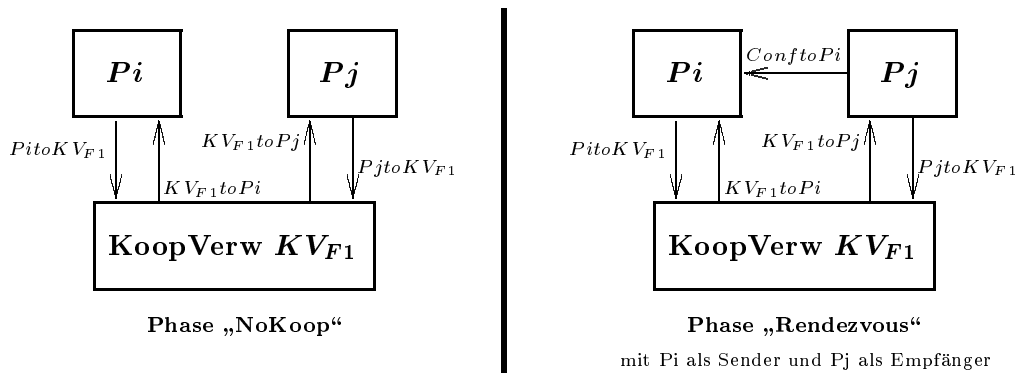 Pi
Pj
PitoKV_F1
KV_F1toPj
PjtoKV_F1
KV_F1toPi
KoopVerw KV_F1
Phase „NoKoop“
Pi
ConftoPi
Pj
PitoKV_F1
KV_F1toPj
PjtoKV_F1
KV_F1toPi
KoopVerw KV_F1
Phase „Rendezvous“
mit Pi als Sender und Pj als Empfänger